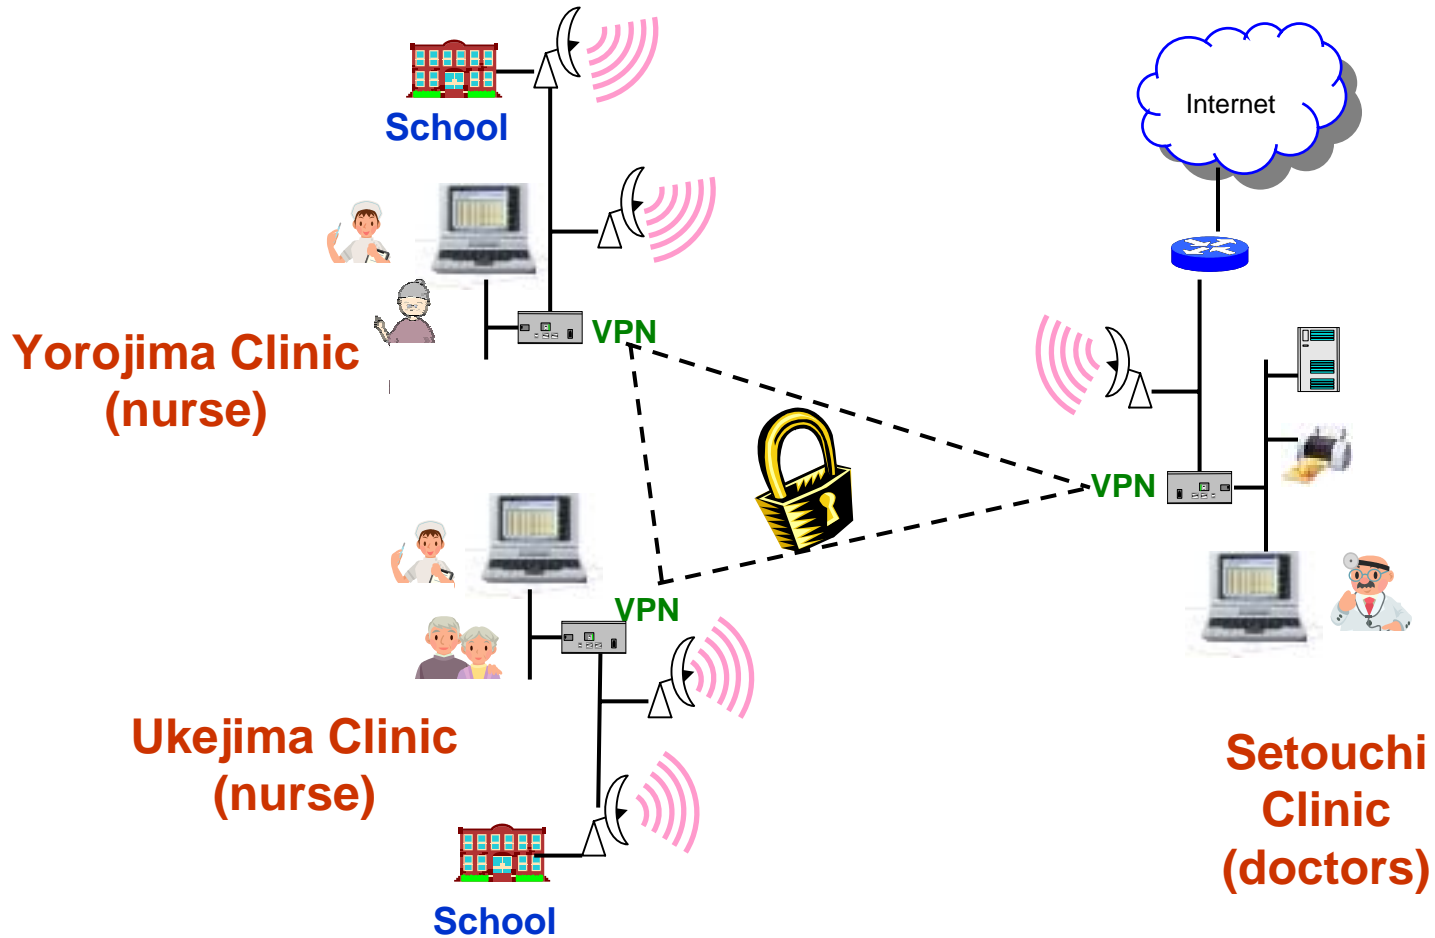 School
Internet
VPN
Yorojima Clinic
(nurse)
VPN
VPN
Ukejima Clinic
(nurse)
Setouchi
Clinic
(doctors)
School